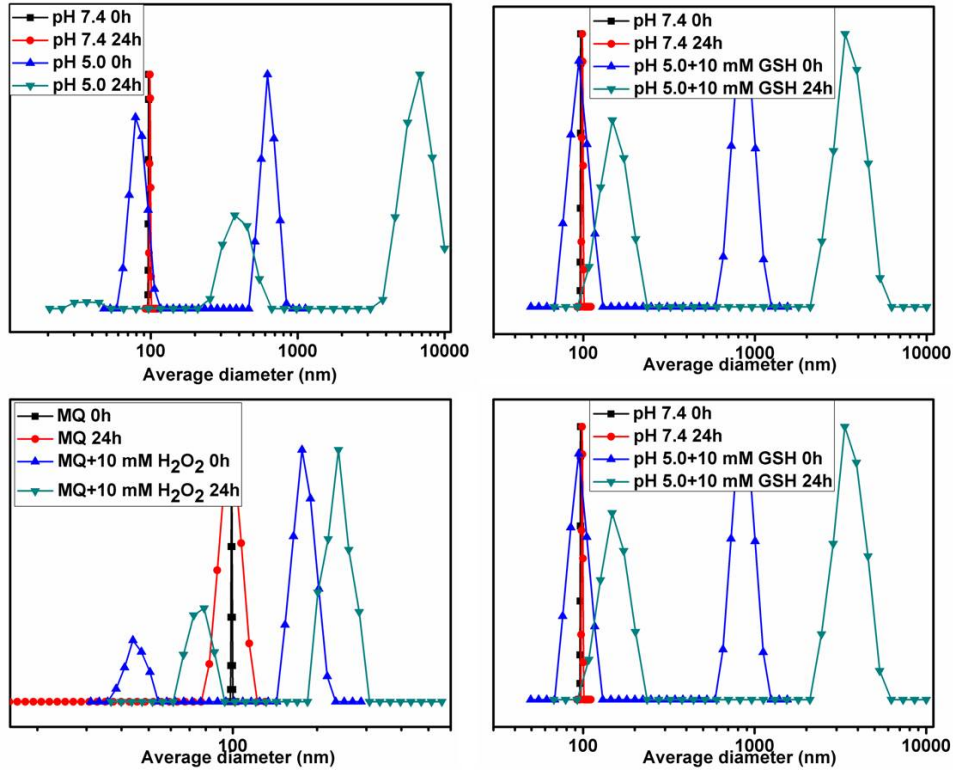 pH 7.4 0h
pH 7.4 24h
pH 5.0 0h
pH 5.0 24h
100 1000 10000
Average diameter (nm)
pH 7.4 0h
pH 7.4 24h
pH 5.0+10 mM GSH 0h
pH 5.0+10 mM GSH 24h
100 1000 10000
Average diameter (nm)
MQ 0h
MQ 24h
MQ+10 mM H₂O₂ 0h
MQ+10 mM H₂O₂ 24h
100
Average diameter (nm)
pH 7.4 0h
pH 7.4 24h
pH 5.0+10 mM GSH 0h
pH 5.0+10 mM GSH 24h
100 1000 10000
Average diameter (nm)